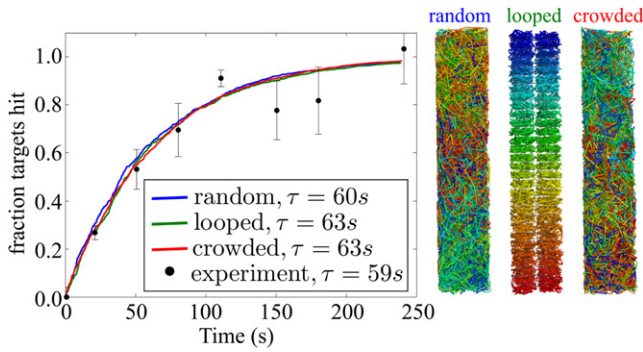 random looped crowded
fraction targets hit
1.0
0.8
0.6
0.4
0.2
0.0
random, τ = 60s
looped, τ = 63s
crowded, τ = 63s
experiment, τ = 59s
0 50 100 150 200 250
Time (s)